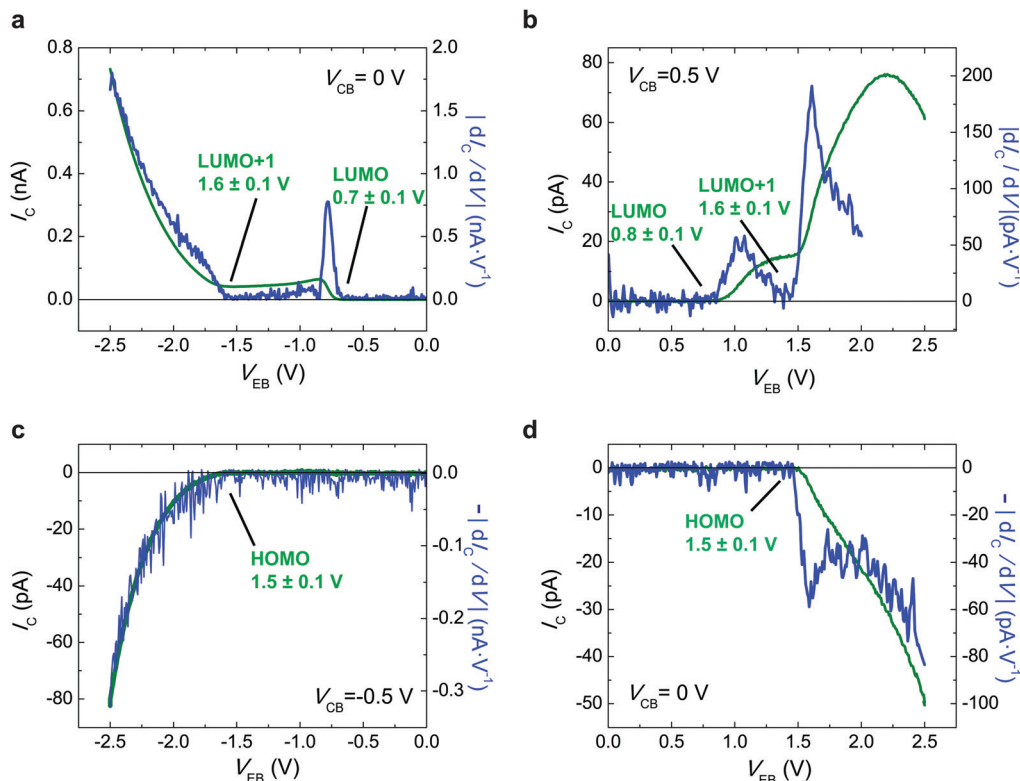 a
V_CB = 0 V
LUMO+1
1.6 ± 0.1 V
LUMO
0.7 ± 0.1 V
0.8
0.6
0.4
0.2
0.0
2.0
1.5
1.0
0.5
0.0
-2.5 -2.0 -1.5 -1.0 -0.5 0.0
I_C (nA)
| dI_C / dV| (nA·V⁻¹)
V_EB (V)
b
V_CB=0.5 V
LUMO
0.8 ± 0.1 V
LUMO+1
1.6 ± 0.1 V
80
60
40
20
0
200
150
100
50
0
0.0 0.5 1.0 1.5 2.0 2.5
I_C (pA)
| dI_C / dV|(pA·V⁻¹)
V_EB (V)
c
HOMO
1.5 ± 0.1 V
V_CB=-0.5 V
0
-20
-40
-60
-80
0.0
-0.1
-0.2
-0.3
-2.5 -2.0 -1.5 -1.0 -0.5 0.0
I_C (pA)
-| dI_C / dV| (nA·V⁻¹)
V_EB (V)
d
HOMO
1.5 ± 0.1 V
V_CB= 0 V
0
-10
-20
-30
-40
-50
0
-20
-40
-60
-80
-100
0.0 0.5 1.0 1.5 2.0 2.5
I_C (pA)
-| dI_C / dV| (pA·V⁻¹)
V_EB (V)